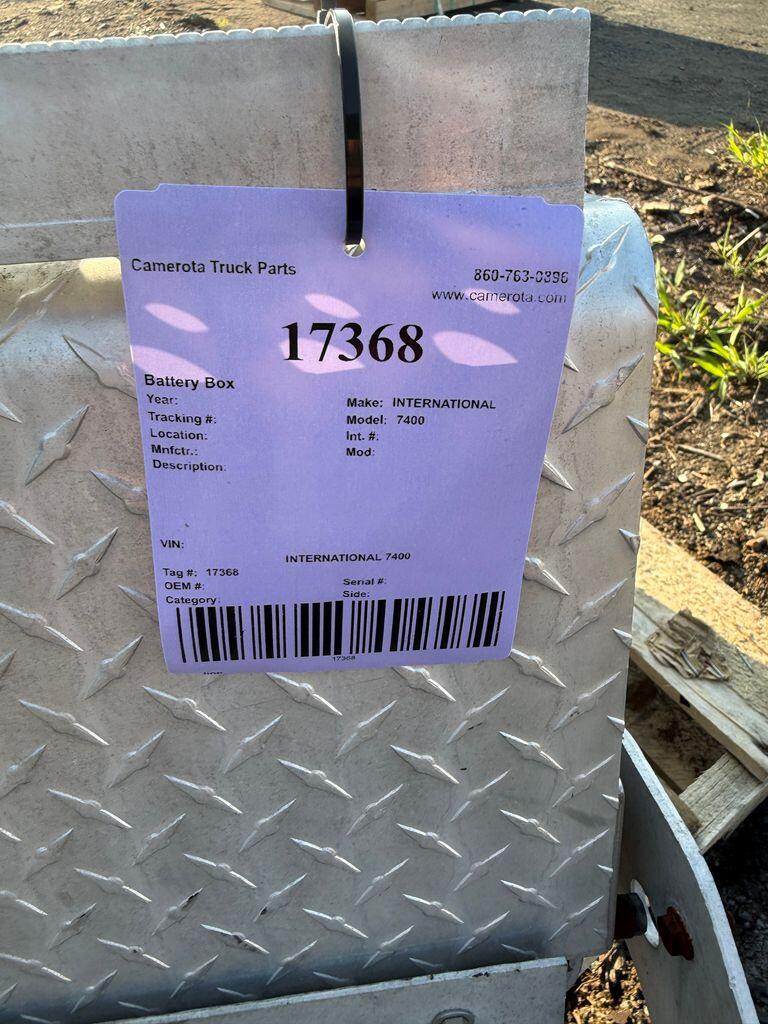 Camerota Truck Parts
860-763-0896
www.camerota.com
17368
Battery Box
Year:
Make: INTERNATIONAL
Tracking #:
Model: 7400
Location:
Int. #:
Mnfctr.:
Mod:
Description:
VIN:
INTERNATIONAL 7400
Tag #: 17368
OEM #:
Serial #:
Category:
Side:
17368